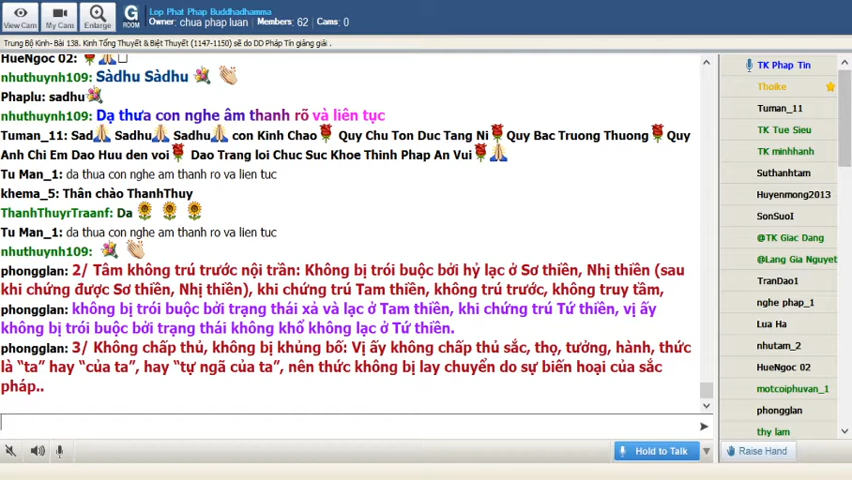 Lop Phat Phap Buddhadhamma
Owner: chua phap luan Members: 62 Cams: 0
View Cam
My Cam
Enlarge
G
ROOM
Trung Bộ Kinh- Bài 138. Kinh Tổng Thuyết & Biệt Thuyết (1147-1150) sẽ do DD Pháp Tín giảng giải .
HueNgoc 02:
nhuthuynh109: Sàdhu Sàdhu
Phaplu: sadhu
nhuthuynh109: Dạ thưa con nghe âm thanh rõ và liên tục
Tuman_11: Sad Sadhu Sadhu con Kinh Chao Quy Chu Ton Duc Tang Ni Quy Bac Truong Thuong Quy
Anh Chi Em Dao Huu den voi Dao Trang loi Chuc Suc Khoe Thinh Phap An Vui
Tu Man_1: da thua con nghe am thanh ro va lien tuc
khema_5: Thân chào ThanhThuy
ThanhThuyrTraanf: Da
Tu Man_1: da thua con nghe am thanh ro va lien tuc
nhuthuynh109:
phongglan: 2/ Tâm không trú trước nội trần: Không bị trói buộc bởi hỷ lạc ở Sơ thiền, Nhị thiền (sau
khi chứng được Sơ thiền, Nhị thiền), khi chứng trú Tam thiền, không trú trước, không truy tầm,
phongglan: không bị trói buộc bởi trạng thái xả và lạc ở Tam thiền, khi chứng trú Tứ thiền, vị ấy
không bị trói buộc bởi trạng thái không khổ không lạc ở Tứ thiền.
phongglan: 3/ Không chấp thủ, không bị khủng bố: Vị ấy không chấp thủ sắc, thọ, tưởng, hành, thức
là “ta” hay “của ta”, hay “tự ngã của ta”, nên thức không bị lay chuyển do sự biến hoại của sắc
pháp..
Hold to Talk
TK Phap Tin
Thoike
Tuman_11
TK Tue Sieu
TK minhhanh
Suthanhtam
Huyenmong2013
SonSuoI
@TK Giac Dang
@Lang Gia Nguyet
TranDao1
nghe phap_1
Lua Ha
nhutam_2
HueNgoc 02
motcoiphuvan_1
phongglan
thy lam
Raise Hand